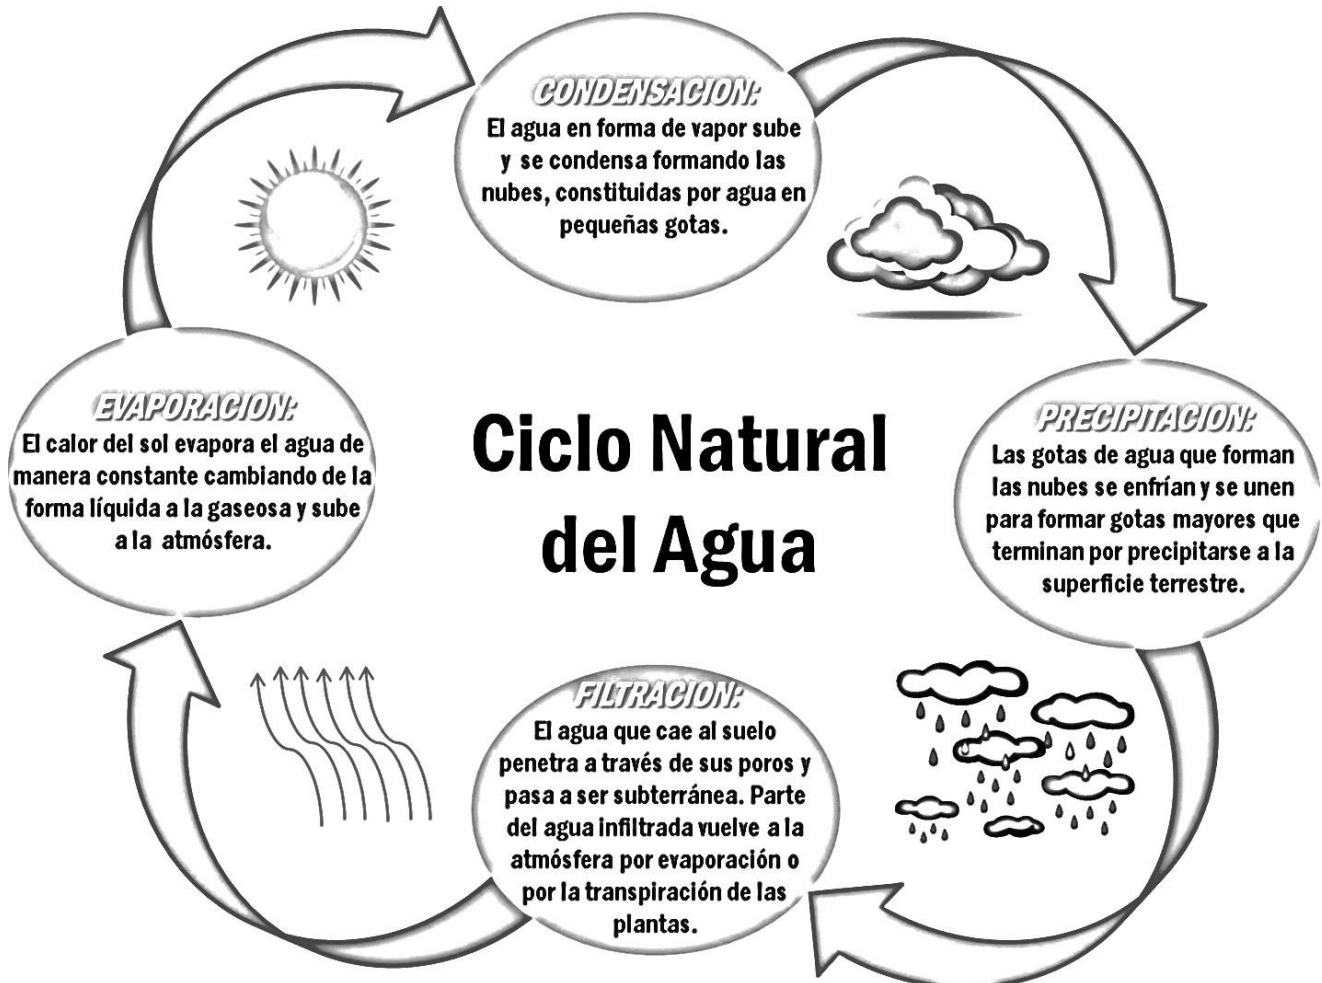 CONDENSACION:
El agua en forma de vapor sube
y se condensa formando las
nubes, constituidas por agua en
pequeñas gotas.
EVAPORACION:
El calor del sol evapora el agua de
manera constante cambiando de la
forma líquida a la gaseosa y sube
a la atmósfera.
Ciclo Natural
del Agua
PRECIPITACION:
Las gotas de agua que forman
las nubes se enfrían y se unen
para formar gotas mayores que
terminan por precipitarse a la
superficie terrestre.
FILTRACION:
El agua que cae al suelo
penetra a través de sus poros y
pasa a ser subterránea. Parte
del agua infiltrada vuelve a la
atmósfera por evaporación o
por la transpiración de las
plantas.